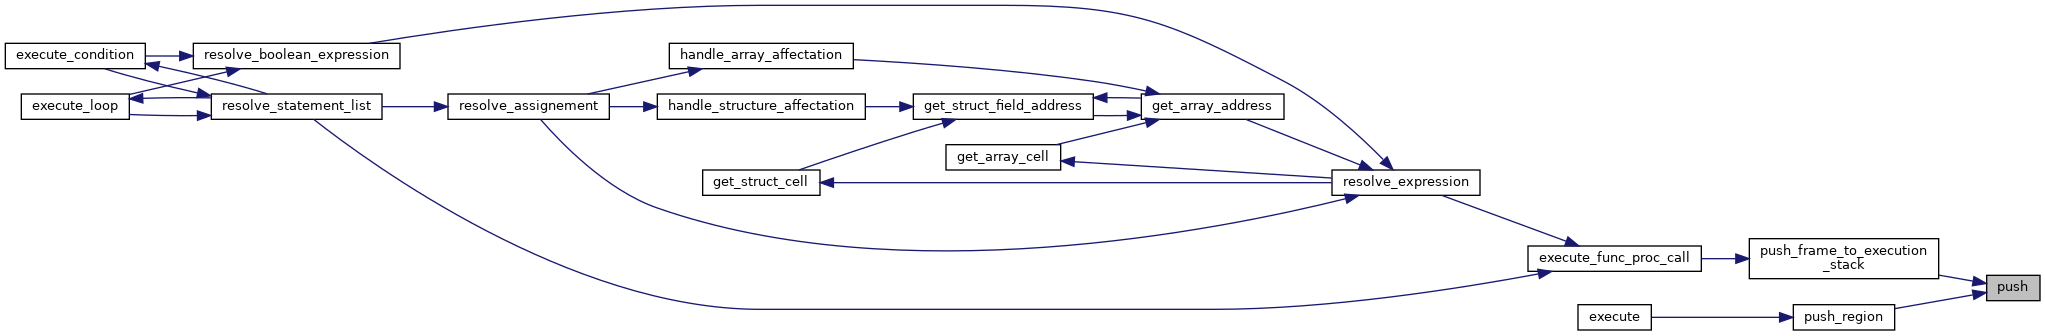 execute_condition
resolve_boolean_expression
handle_array_affectation
execute_loop
resolve_statement_list
resolve_assignement
handle_structure_affectation
get_struct_field_address
get_array_address
get_array_cell
get_struct_cell
resolve_expression
execute_func_proc_call
push_frame_to_execution
_stack
push
execute
push_region